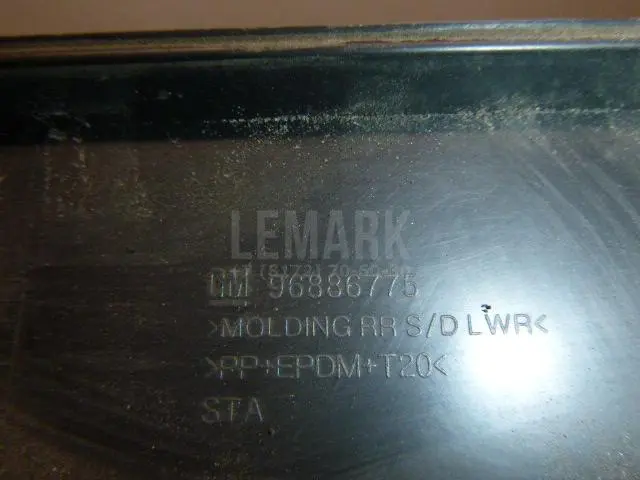 LEMARK
GM 96886775
>MOLDING RR S/D LWR<
>PP+EPDM+T20<
STA